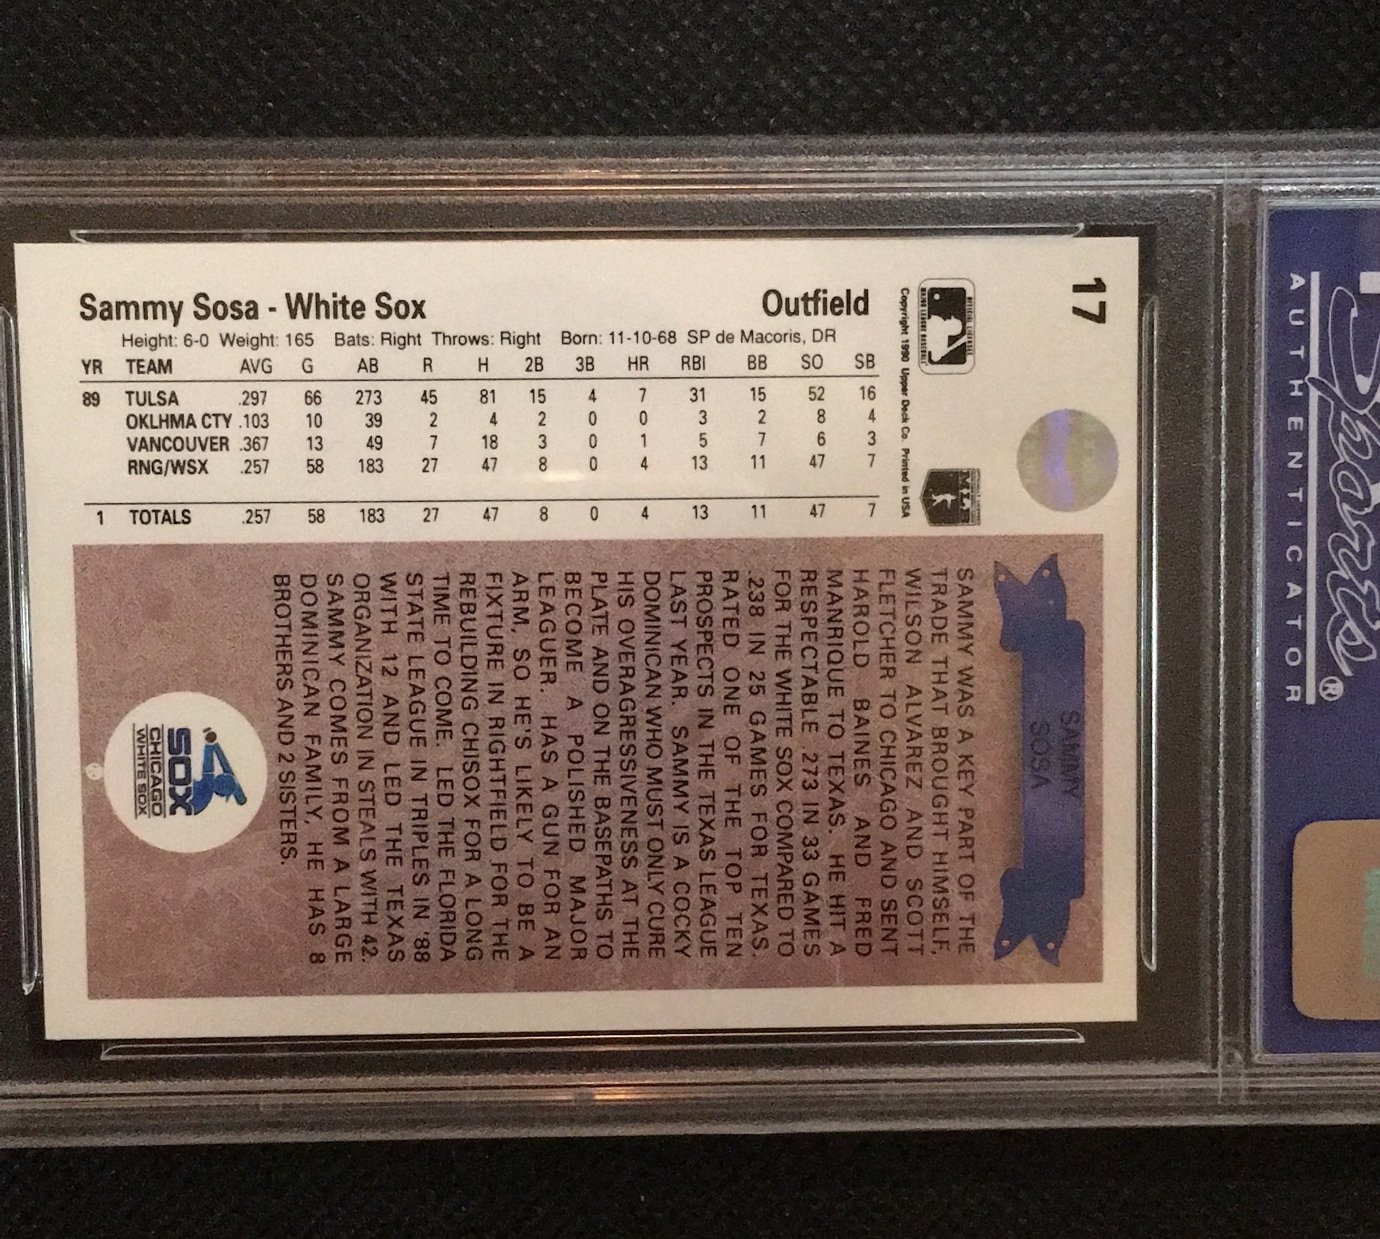 17
Sammy Sosa - White Sox Outfield
Height: 6-0 Weight: 165 Bats: Right Throws: Right Born: 11-10-68 SP de Macoris, DR
YR TEAM AVG G AB R H 2B 3B HR RBI BB SO SB
89 TULSA .297 66 273 45 81 15 4 7 31 15 52 16
OKLHMA CTY .103 10 39 2 4 2 0 0 3 2 8 4
VANCOUVER .367 13 49 7 18 3 0 1 5 7 6 3
RNG/WSX .257 58 183 27 47 8 0 4 13 11 47 7
1 TOTALS .257 58 183 27 47 8 0 4 13 11 47 7
Copyright 1990 Upper Deck Co. Printed in USA
SAMMY
SOSA
SAMMY WAS A KEY PART OF THE
TRADE THAT BROUGHT HIMSELF,
WILSON ALVAREZ AND SCOTT
FLETCHER TO CHICAGO AND SENT
HAROLD BAINES AND FRED
MANRIQUE TO TEXAS. HE HIT A
RESPECTABLE .273 IN 33 GAMES
FOR THE WHITE SOX COMPARED TO
.238 IN 25 GAMES FOR TEXAS.
RATED ONE OF THE TOP TEN
PROSPECTS IN THE TEXAS LEAGUE
LAST YEAR. SAMMY IS A COCKY
DOMINICAN WHO MUST ONLY CURE
HIS OVERAGRESSIVENESS AT THE
PLATE AND ON THE BASEPATHS TO
BECOME A POLISHED MAJOR
LEAGUER. HAS A GUN FOR AN
ARM, SO HE'S LIKELY TO BE A
FIXTURE IN RIGHTFIELD FOR THE
REBUILDING CHISOX FOR A LONG
TIME TO COME. LED THE FLORIDA
STATE LEAGUE IN TRIPLES IN '88
WITH 12 AND LED THE TEXAS
ORGANIZATION IN STEALS WITH 42.
SAMMY COMES FROM A LARGE
DOMINICAN FAMILY, HE HAS 8
BROTHERS AND 2 SISTERS.
SOX
CHICAGO
WHITE SOX
Sports®
AUTHENTICATOR